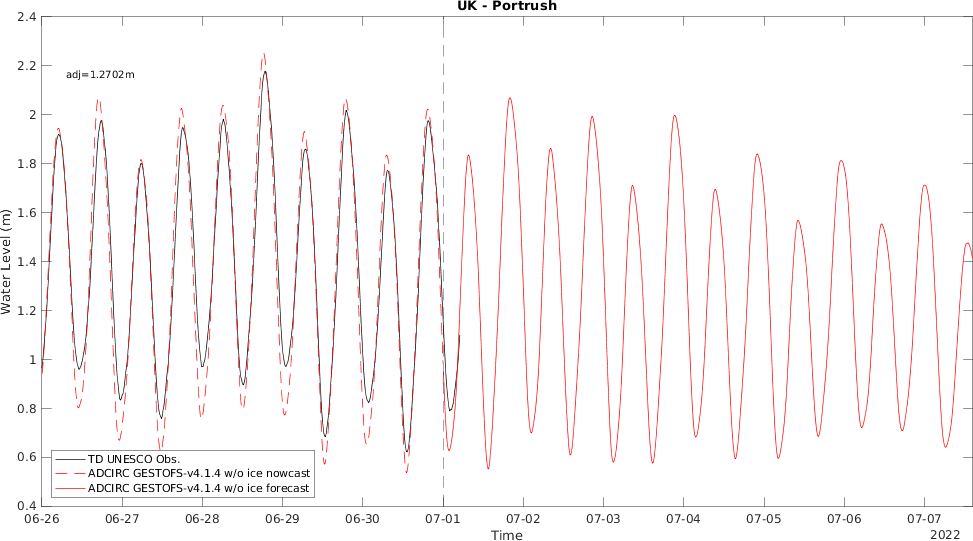 UK - Portrush
2.4
2.2
2
1.8
1.6
1.4
1.2
1
0.8
0.6
0.4
Water Level (m)
adj=1.2702m
TD UNESCO Obs.
ADCIRC GESTOFS-v4.1.4 w/o ice nowcast
ADCIRC GESTOFS-v4.1.4 w/o ice forecast
06-26 06-27 06-28 06-29 06-30 07-01 07-02 07-03 07-04 07-05 07-06 07-07
Time
2022